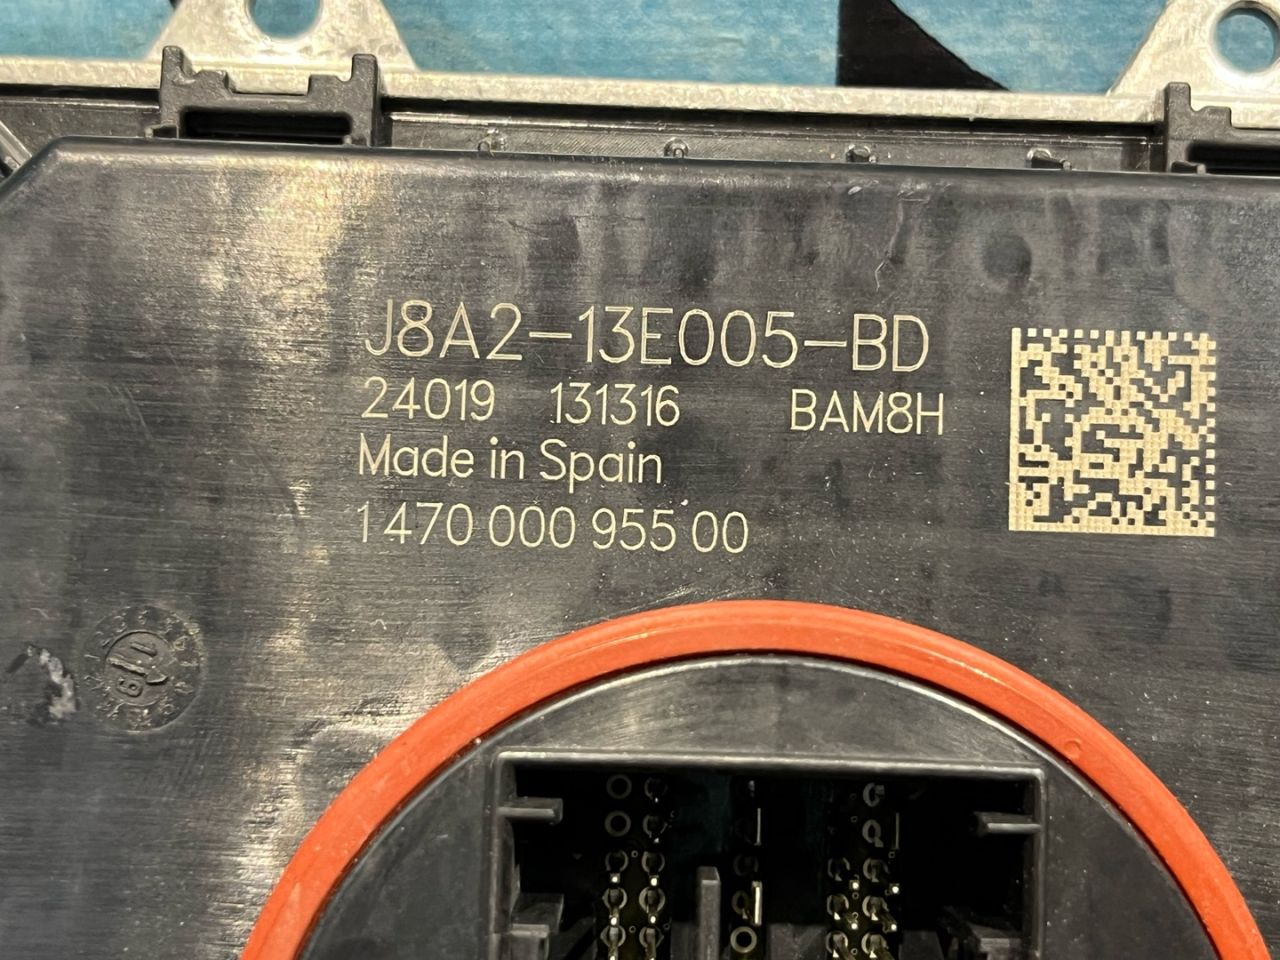 J8A2-13E005-BD
24019 131316 BAM8H
Made in Spain
1 470 000 955 00